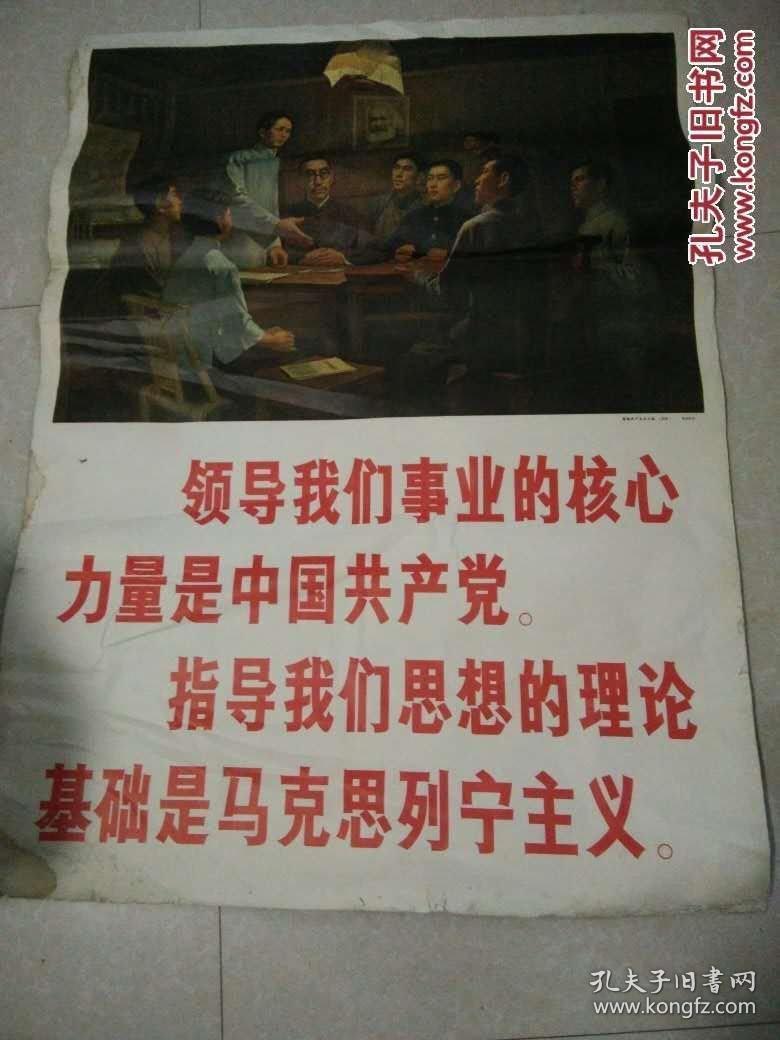 孔夫子旧书网
www.kongfz.com
领导我们事业的核心
力量是中国共产党。
指导我们思想的理论
基础是马克思列宁主义。
孔夫子旧書网
www.kongfz.com